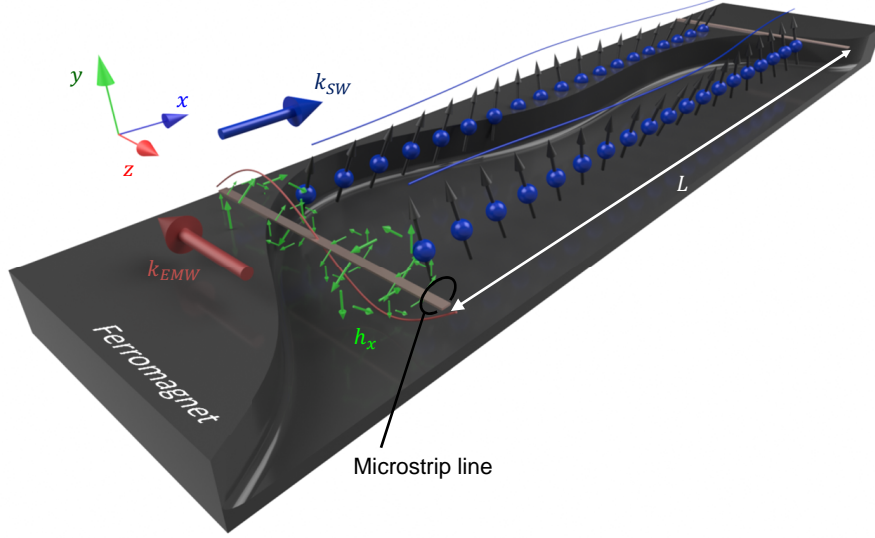 y
x
z
k_SW
L
k_EMW
h_x
Ferromagnet
Microstrip line